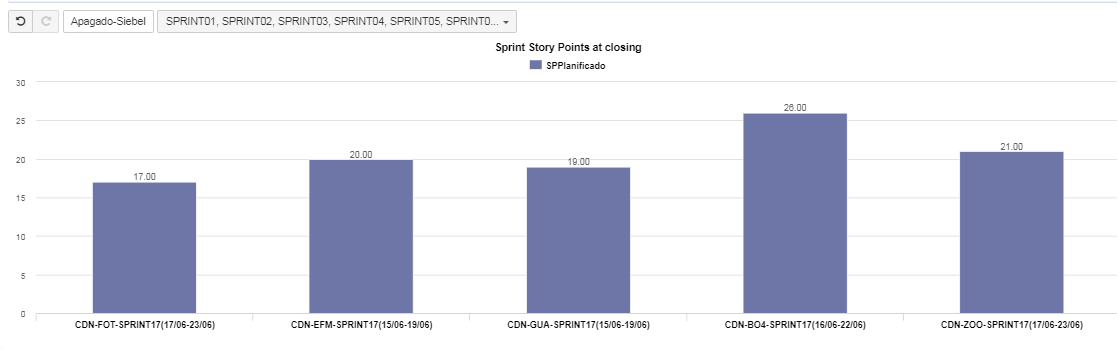 Apagado-Siebel SPRINT01, SPRINT02, SPRINT03, SPRINT04, SPRINT05, SPRINT0...
Sprint Story Points at closing
SPPlanificado
30
25
20
15
10
5
0
17.00
20.00
19.00
26.00
21.00
CDN-FOT-SPRINT17(17/06-23/06)
CDN-EFM-SPRINT17(15/06-19/06)
CDN-GUA-SPRINT17(15/06-19/06)
CDN-BO4-SPRINT17(16/06-22/06)
CDN-ZOO-SPRINT17(17/06-23/06)